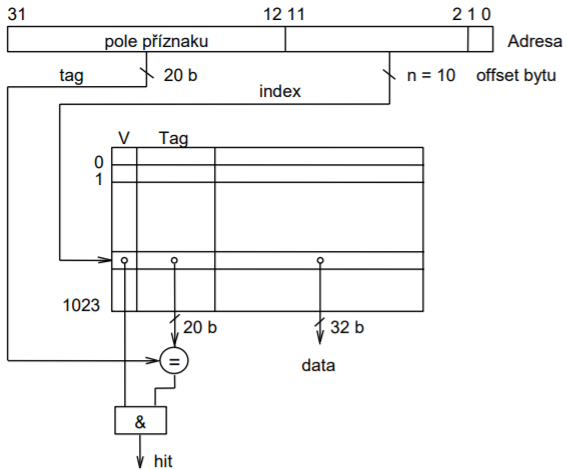 31 12 11 2 1 0
pole příznaku Adresa
tag 20 b n = 10 offset bytu
index
V Tag
0
1
1023
20 b 32 b
= data
&
hit